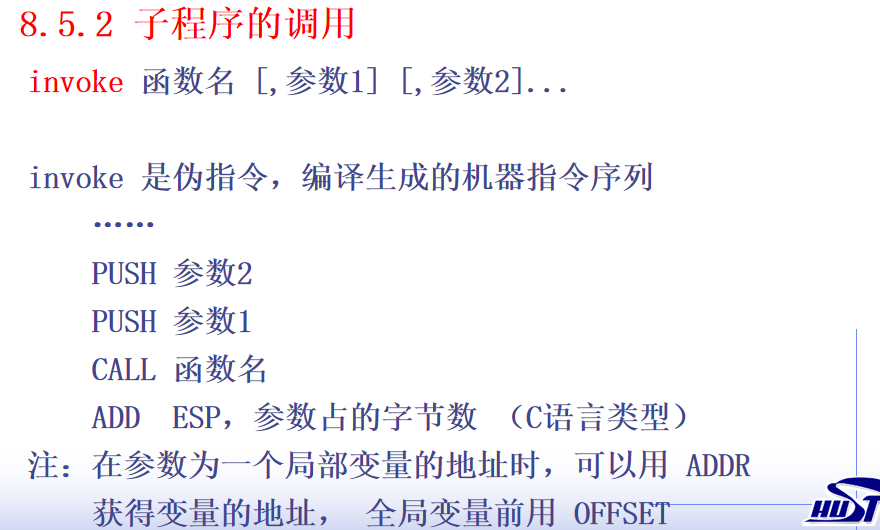 8.5.2 子程序的调用
invoke 函数名 [,参数1] [,参数2]...
invoke 是伪指令，编译生成的机器指令序列
……
PUSH 参数2
PUSH 参数1
CALL 函数名
ADD ESP，参数占的字节数 （C语言类型）
注：在参数为一个局部变量的地址时，可以用 ADDR
获得变量的地址， 全局变量前用 OFFSET
HUST